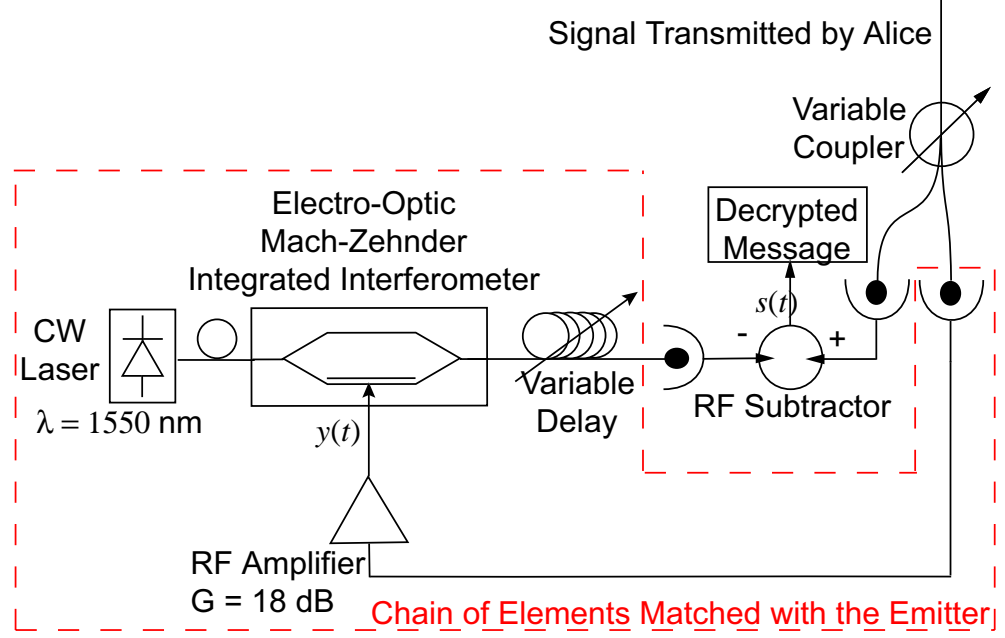 Signal Transmitted by Alice
Variable
Coupler
Electro-Optic
Mach-Zehnder
Integrated Interferometer
Decrypted
Message
CW
Laser
λ = 1550 nm
y(t)
s(t)
-
+
Variable
Delay
RF Subtractor
RF Amplifier
G = 18 dB
Chain of Elements Matched with the Emitter